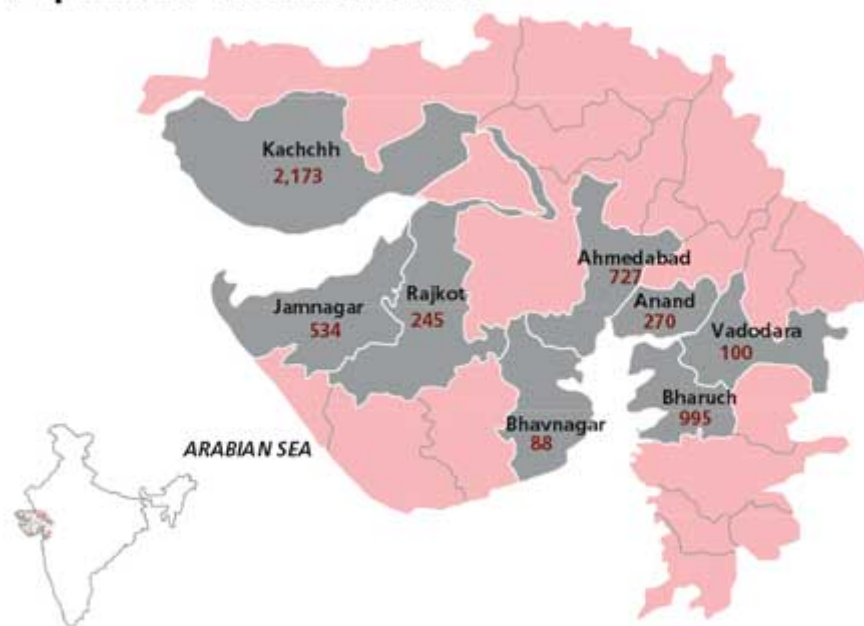 Kachchh
2,173
Ahmedabad
727
Jamnagar
534
Rajkot
245
Anand
270
Vadodara
100
Bharuch
995
Bhavnagar
88
ARABIAN SEA